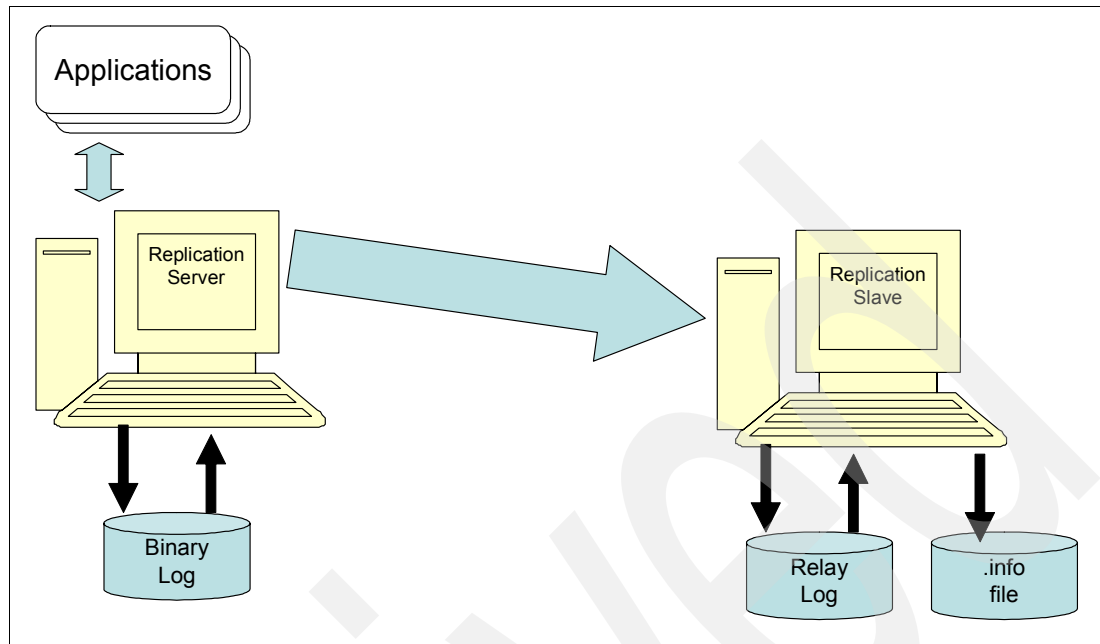 Applications
Replication
Server
Replication
Slave
Binary
Log
Relay
Log
.info
file